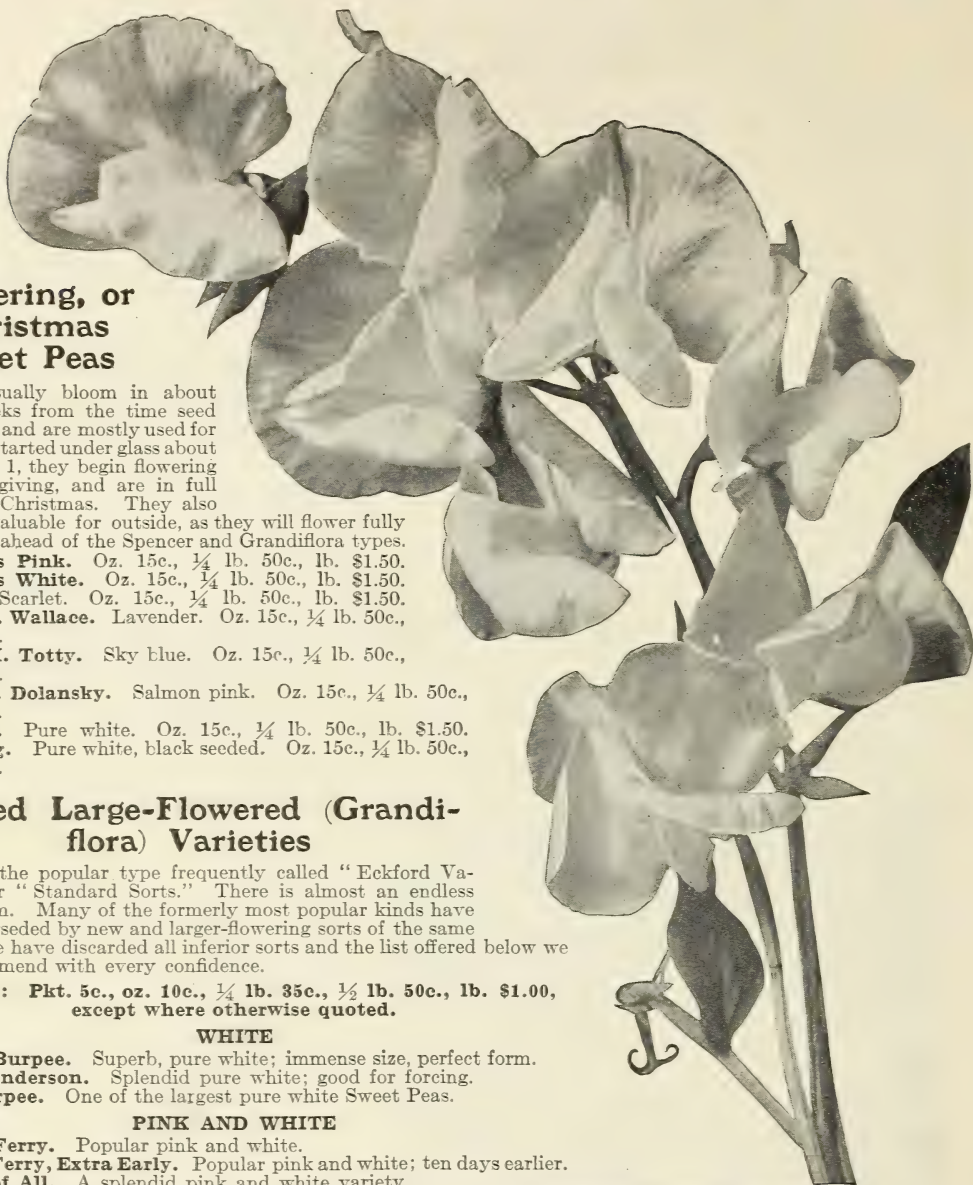 ering, or
ristmas
et Peas
ually bloom in about
ks from the time seed
and are mostly used for
tarted under glass about
1, they begin flowering
giving, and are in full
Christmas. They also
aluable for outside, as they will flower fully
ahead of the Spencer and Grandiflora types.
s Pink. Oz. 15c., ¼ lb. 50c., lb. $1.50.
s White. Oz. 15c., ¼ lb. 50c., lb. $1.50.
Scarlet. Oz. 15c., ¼ lb. 50c., lb. $1.50.
. Wallace. Lavender. Oz. 15c., ¼ lb. 50c.,
. Totty. Sky blue. Oz. 15c., ¼ lb. 50c.,
Dolansky. Salmon pink. Oz. 15c., ¼ lb. 50c.,
Pure white. Oz. 15c., ¼ lb. 50c., lb. $1.50.
g. Pure white, black seeded. Oz. 15c., ¼ lb. 50c.,
ed Large-Flowered (Grandi-
flora) Varieties
the popular type frequently called “ Eckford Va-
r “ Standard Sorts.” There is almost an endless
n. Many of the formerly most popular kinds have
seded by new and larger-flowering sorts of the same
e have discarded all inferior sorts and the list offered below we
mend with every confidence.
: Pkt. 5c., oz. 10c., ¼ lb. 35c., ½ lb. 50c., lb. $1.00,
except where otherwise quoted.
WHITE
Burpee. Superb, pure white; immense size, perfect form.
nderson. Splendid pure white; good for forcing.
rpee. One of the largest pure white Sweet Peas.
PINK AND WHITE
Ferry. Popular pink and white.
Ferry, Extra Early. Popular pink and white; ten days earlier.
of All. A splendid pink and white variety.